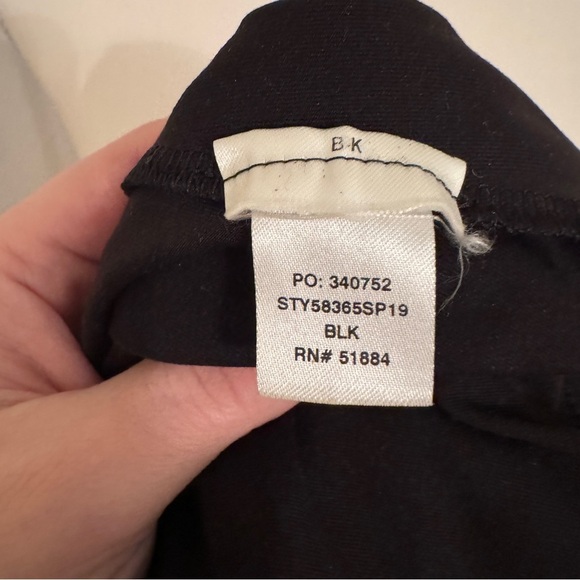 PO: 340752
STY58365SP19
BLK
RN# 51884